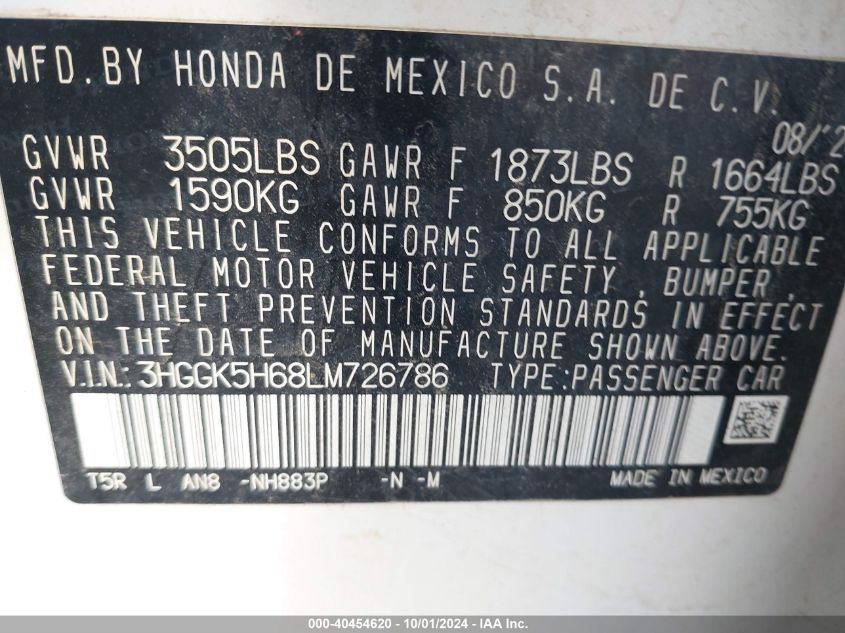 MFD. BY HONDA DE MEXICO S.A. DE C.V.
08/'2
GVWR 3505LBS GAWR F 1873LBS R 1664LBS
GVWR 1590KG GAWR F 850KG R 755KG
THIS VEHICLE CONFORMS TO ALL APPLICABLE
FEDERAL MOTOR VEHICLE SAFETY , BUMPER ,
AND THEFT PREVENTION STANDARDS IN EFFECT
ON THE DATE OF MANUFACTURE SHOWN ABOVE.
V.I.N.: 3HGGK5H68LM726786 TYPE:PASSENGER CAR
T5R L AN8 -NH883P -N -M MADE IN MEXICO
000-40454620 - 10/01/2024 - IAA Inc.